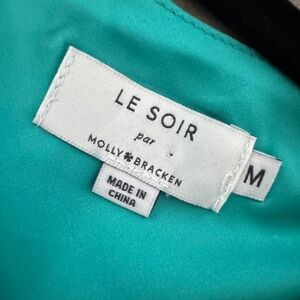 LE SOIR
par
MOLLY✽BRACKEN
M
MADE IN
CHINA